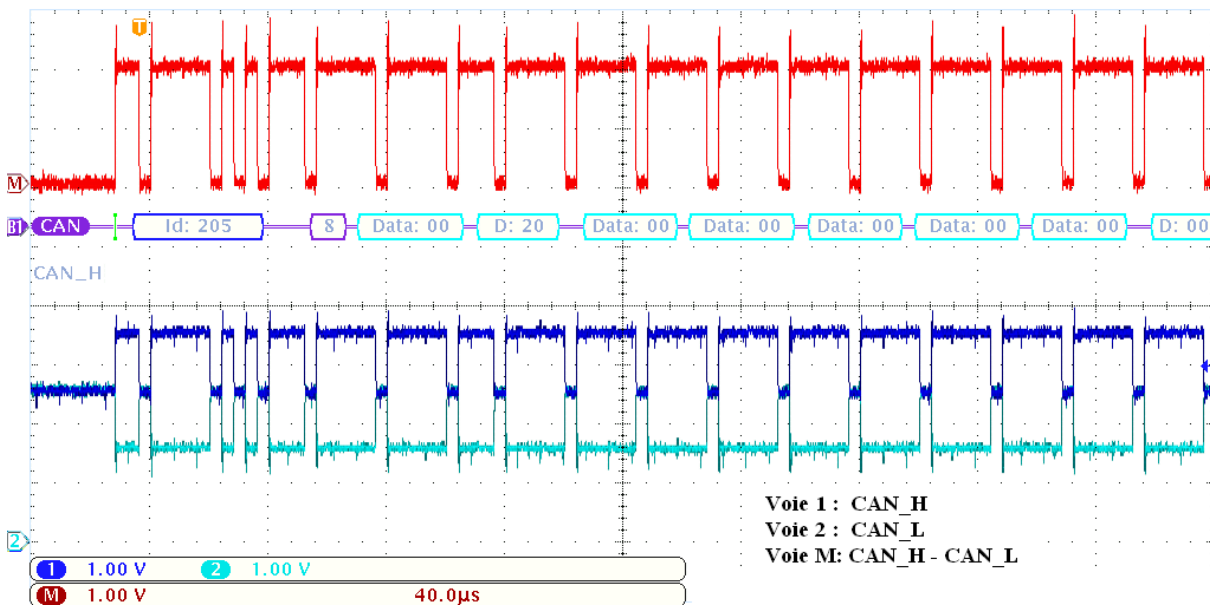 T
M
B1 CAN Id: 205 8 Data: 00 D: 20 Data: 00 Data: 00 Data: 00 Data: 00 Data: 00 D: 00
CAN_H
Voie 1 : CAN_H
Voie 2 : CAN_L
Voie M: CAN_H - CAN_L
2
1 1.00 V 2 1.00 V
M 1.00 V 40.0µs